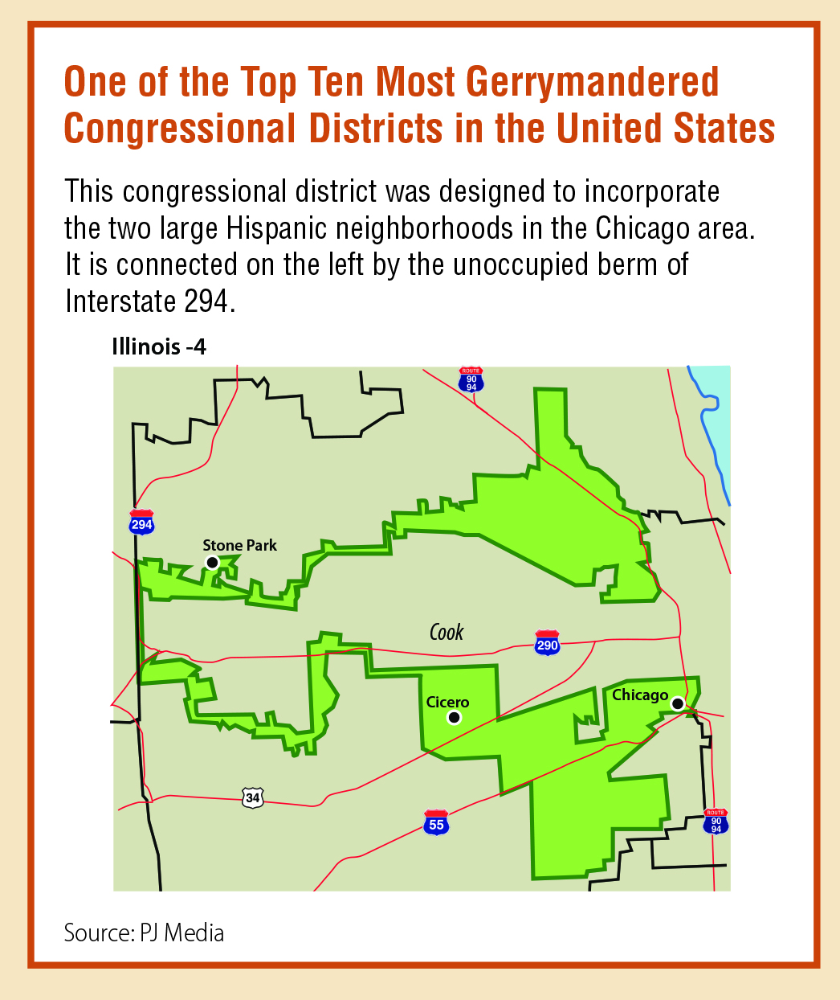 One of the Top Ten Most Gerrymandered
Congressional Districts in the United States
This congressional district was designed to incorporate
the two large Hispanic neighborhoods in the Chicago area.
It is connected on the left by the unoccupied berm of
Interstate 294.
Illinois -4
ROUTE
90
94
294
Stone Park
Cook
290
Cicero
Chicago
34
55
ROUTE
90
94
Source: PJ Media